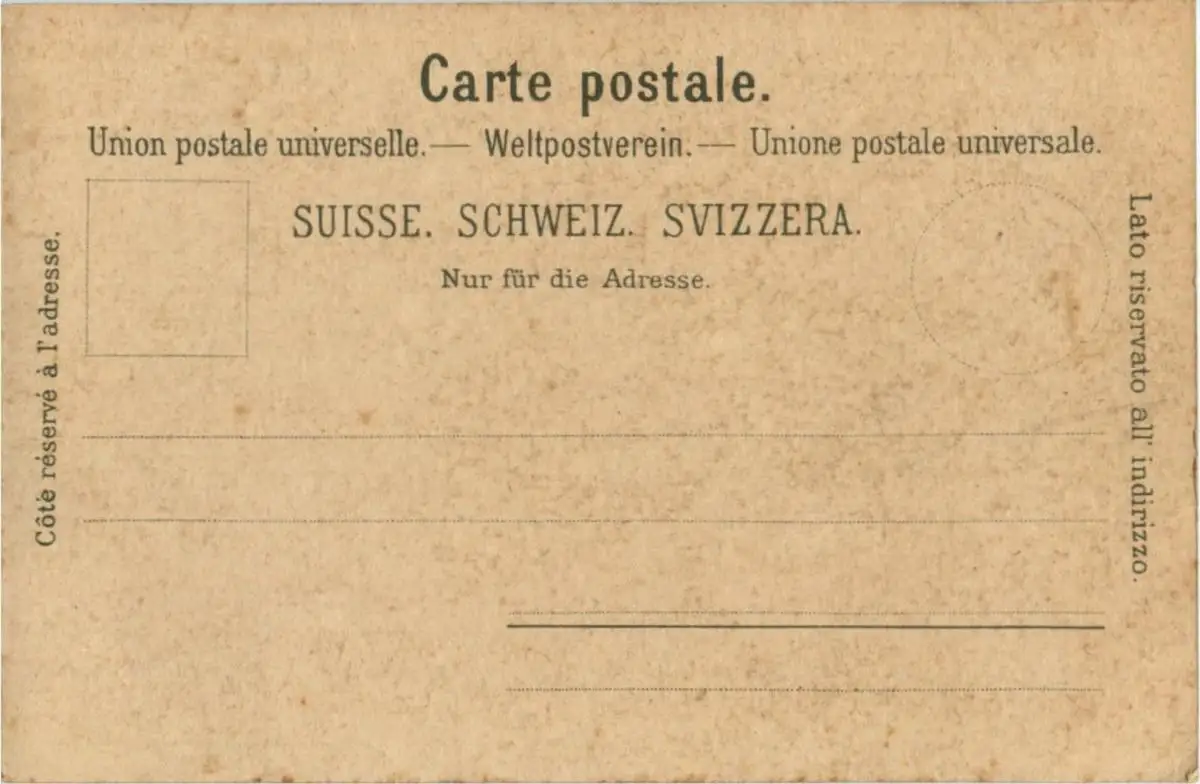 Carte postale.
Union postale universelle.— Weltpostverein.— Unione postale universale.
SUISSE. SCHWEIZ. SVIZZERA.
Nur für die Adresse.
Côté réservé à l'adresse.
Lato riservato all' indirizzo.